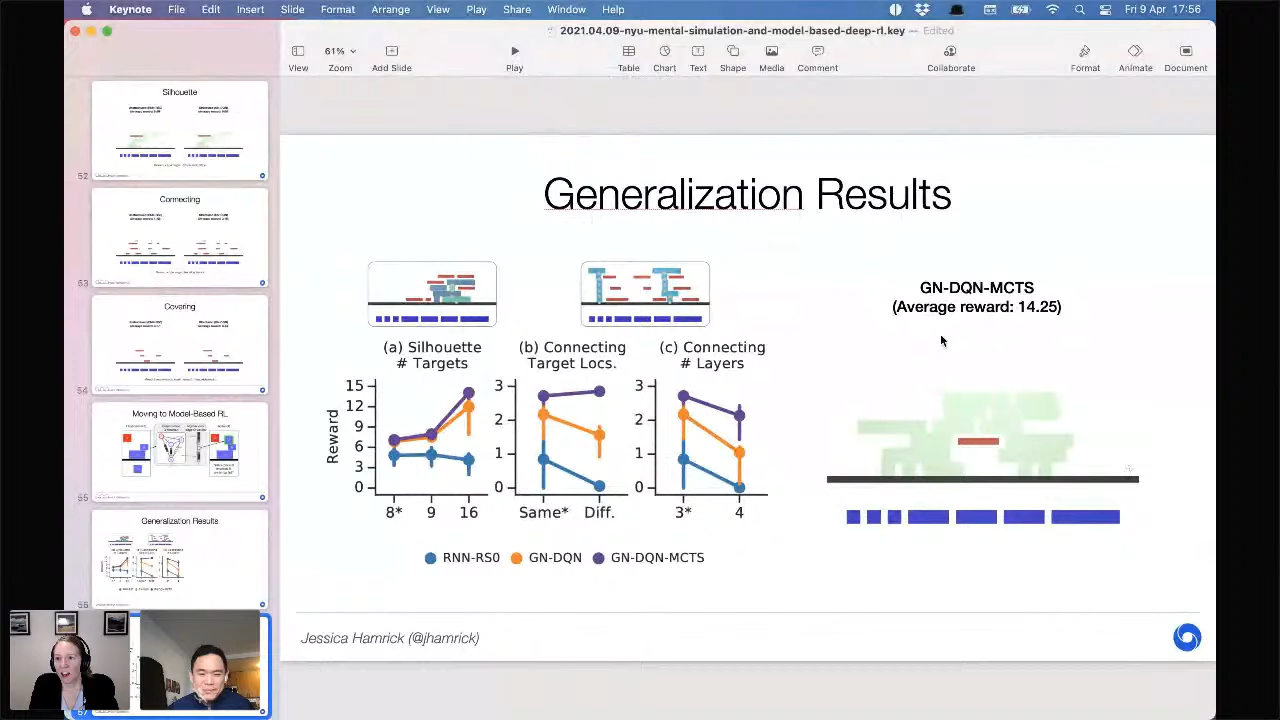 Keynote File Edit Insert Slide Format Arrange View Play Share Window Help Fri 9 Apr 17:56
2021.04.09-nyu-mental-simulation-and-model-based-deep-rl.key — Edited
61%
View Zoom Add Slide Play Table Chart Text Shape Media Comment Collaborate Format Animate Document
Silhouette
52
Connecting
53
Covering
54
Moving to Model-Based RL
55
Generalization Results
56
Generalization Results
GN-DQN-MCTS
(Average reward: 14.25)
(a) Silhouette
# Targets
(b) Connecting
Target Locs.
(c) Connecting
# Layers
Reward
15
12
9
6
3
0
8* 9 16
3
2
1
0
Same* Diff.
3
2
1
0
3* 4
RNN-RS0 GN-DQN GN-DQN-MCTS
Jessica Hamrick (@jhamrick)